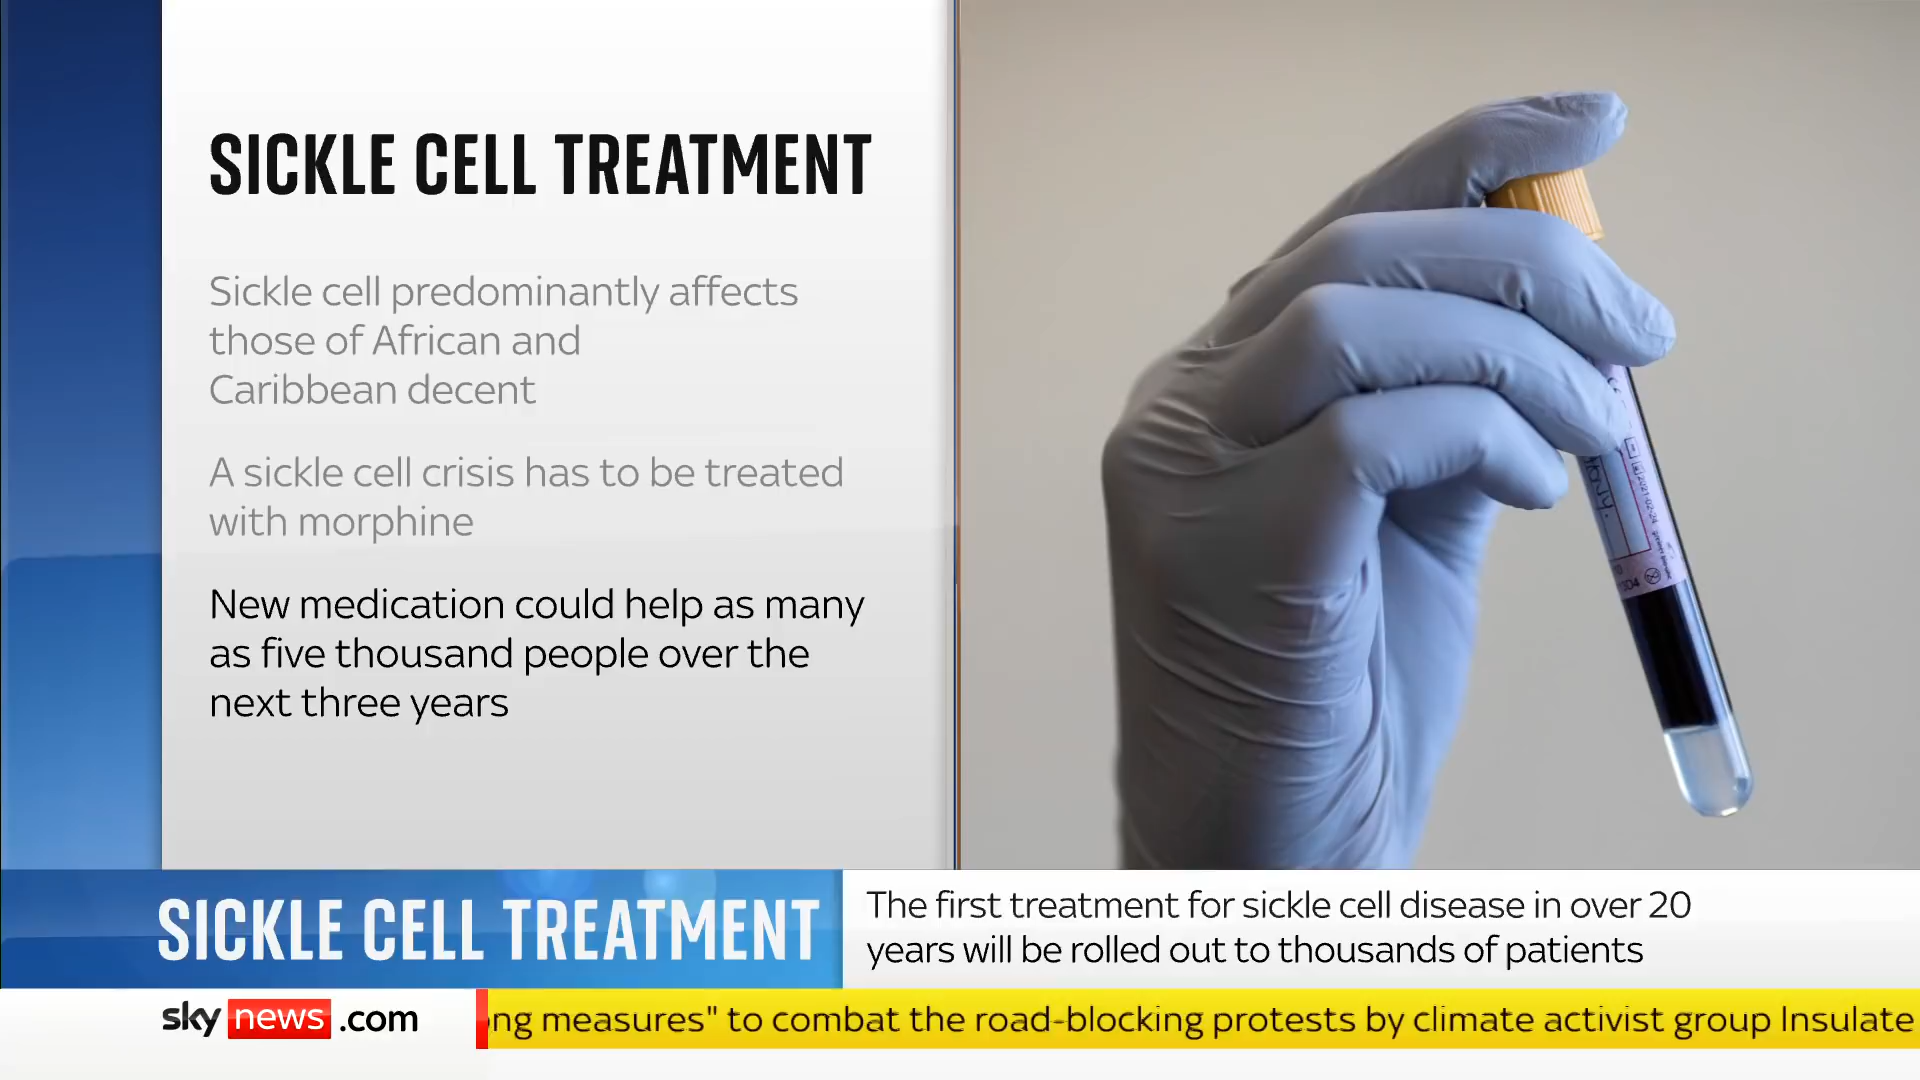 SICKLE CELL TREATMENT
Sickle cell predominantly affects
those of African and
Caribbean decent
A sickle cell crisis has to be treated
with morphine
New medication could help as many
as five thousand people over the
next three years
2021-02-24
SICKLE CELL TREATMENT
The first treatment for sickle cell disease in over 20
years will be rolled out to thousands of patients
sky news .com
ng measures" to combat the road-blocking protests by climate activist group Insulate